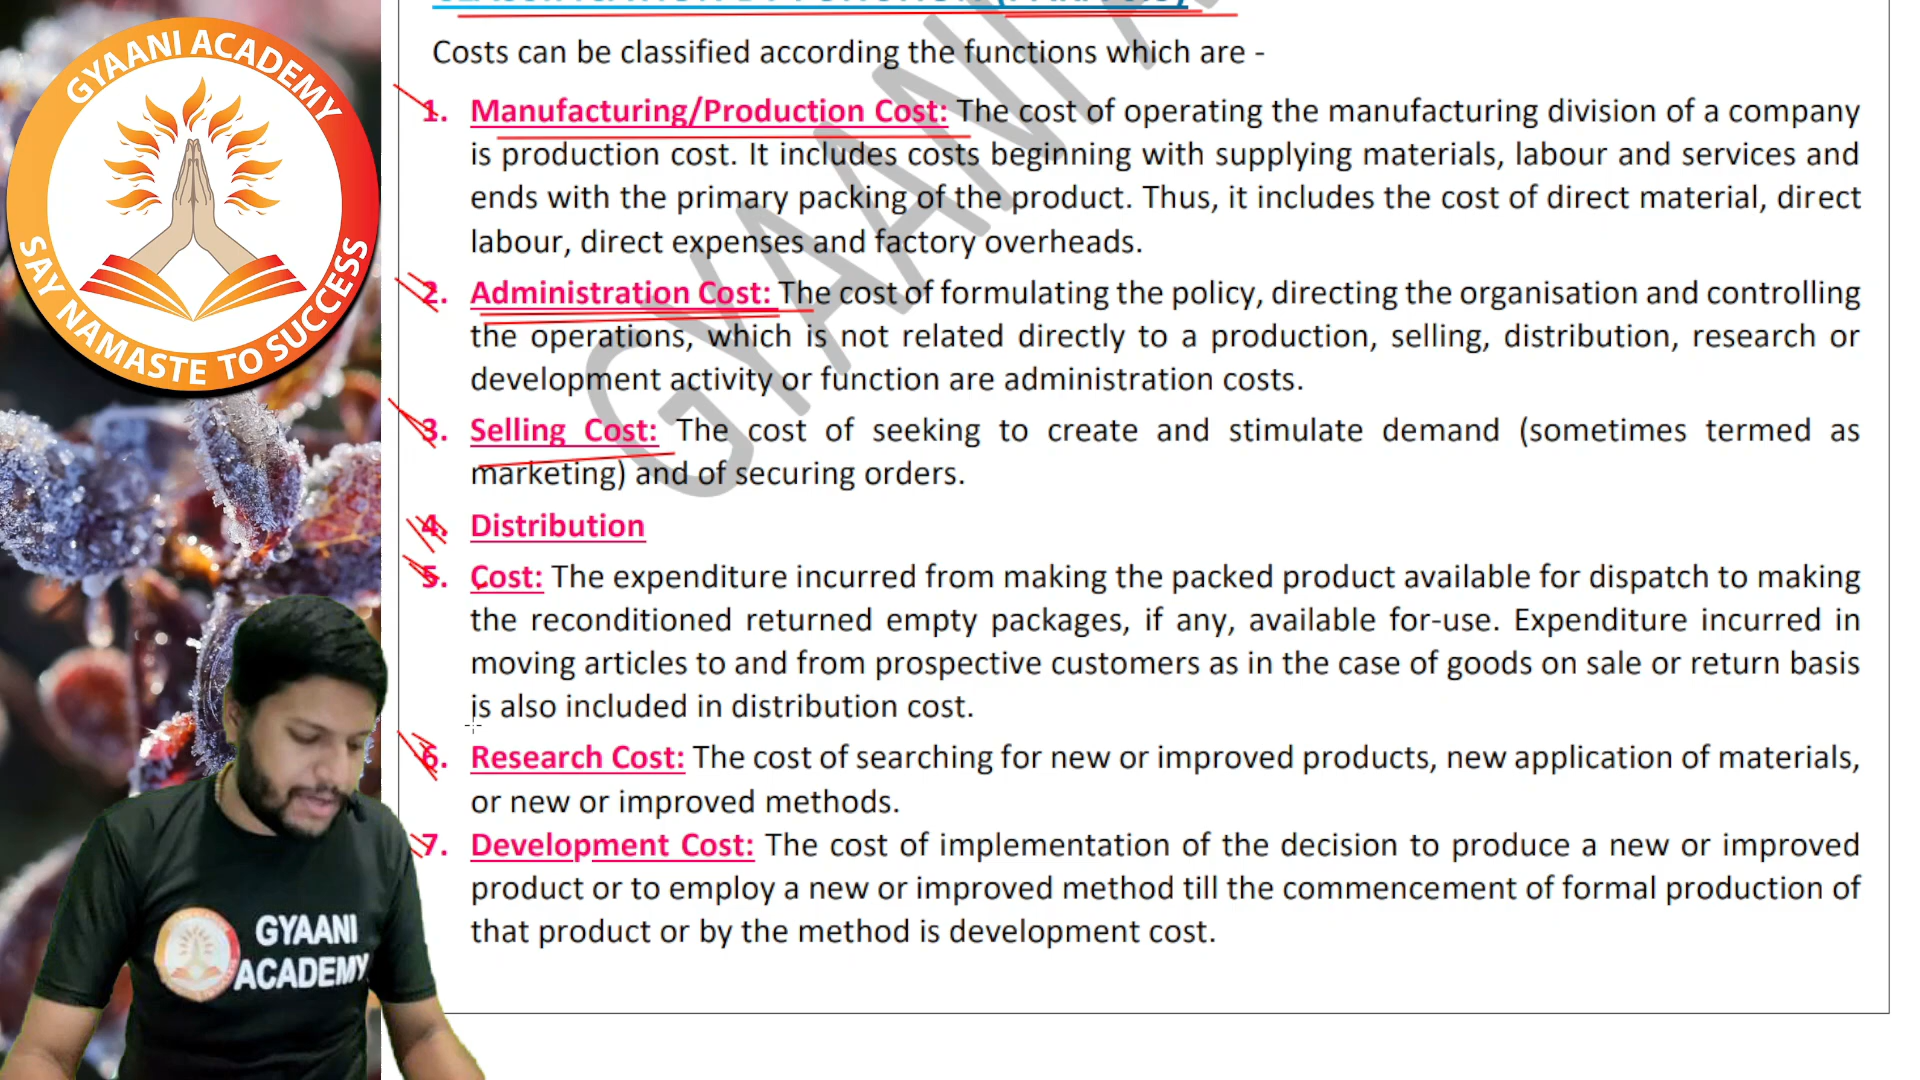 GYAANI ACADEMY
SAY NAMASTE TO SUCCESS
Costs can be classified according the functions which are -
1. Manufacturing/Production Cost: The cost of operating the manufacturing division of a company
is production cost. It includes costs beginning with supplying materials, labour and services and
ends with the primary packing of the product. Thus, it includes the cost of direct material, direct
labour, direct expenses and factory overheads.
2. Administration Cost: The cost of formulating the policy, directing the organisation and controlling
the operations, which is not related directly to a production, selling, distribution, research or
development activity or function are administration costs.
3. Selling Cost: The cost of seeking to create and stimulate demand (sometimes termed as
marketing) and of securing orders.
4. Distribution
5. Cost: The expenditure incurred from making the packed product available for dispatch to making
the reconditioned returned empty packages, if any, available for-use. Expenditure incurred in
moving articles to and from prospective customers as in the case of goods on sale or return basis
is also included in distribution cost.
6. Research Cost: The cost of searching for new or improved products, new application of materials,
or new or improved methods.
7. Development Cost: The cost of implementation of the decision to produce a new or improved
product or to employ a new or improved method till the commencement of formal production of
that product or by the method is development cost.
GYAANI
GYAANI
ACADEMY